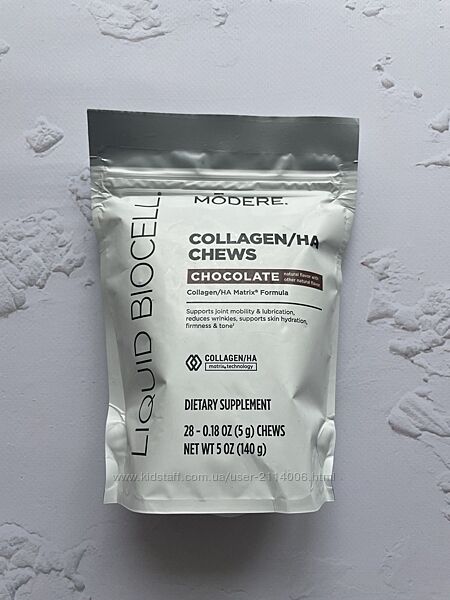 MODERE.
LIQUID BIOCELL®
COLLAGEN/HA
CHEWS
CHOCOLATE natural flavor with
other natural flavor
Collagen/HA Matrix® Formula
Supports joint mobility & lubrication,
reduces wrinkles, supports skin hydration,
firmness & tone†
COLLAGEN/HA
matrix® technology
DIETARY SUPPLEMENT
28 - 0.18 OZ (5 g) CHEWS
NET WT 5 OZ (140 g)
www.kidstaff.com.ua/user-2114006.html